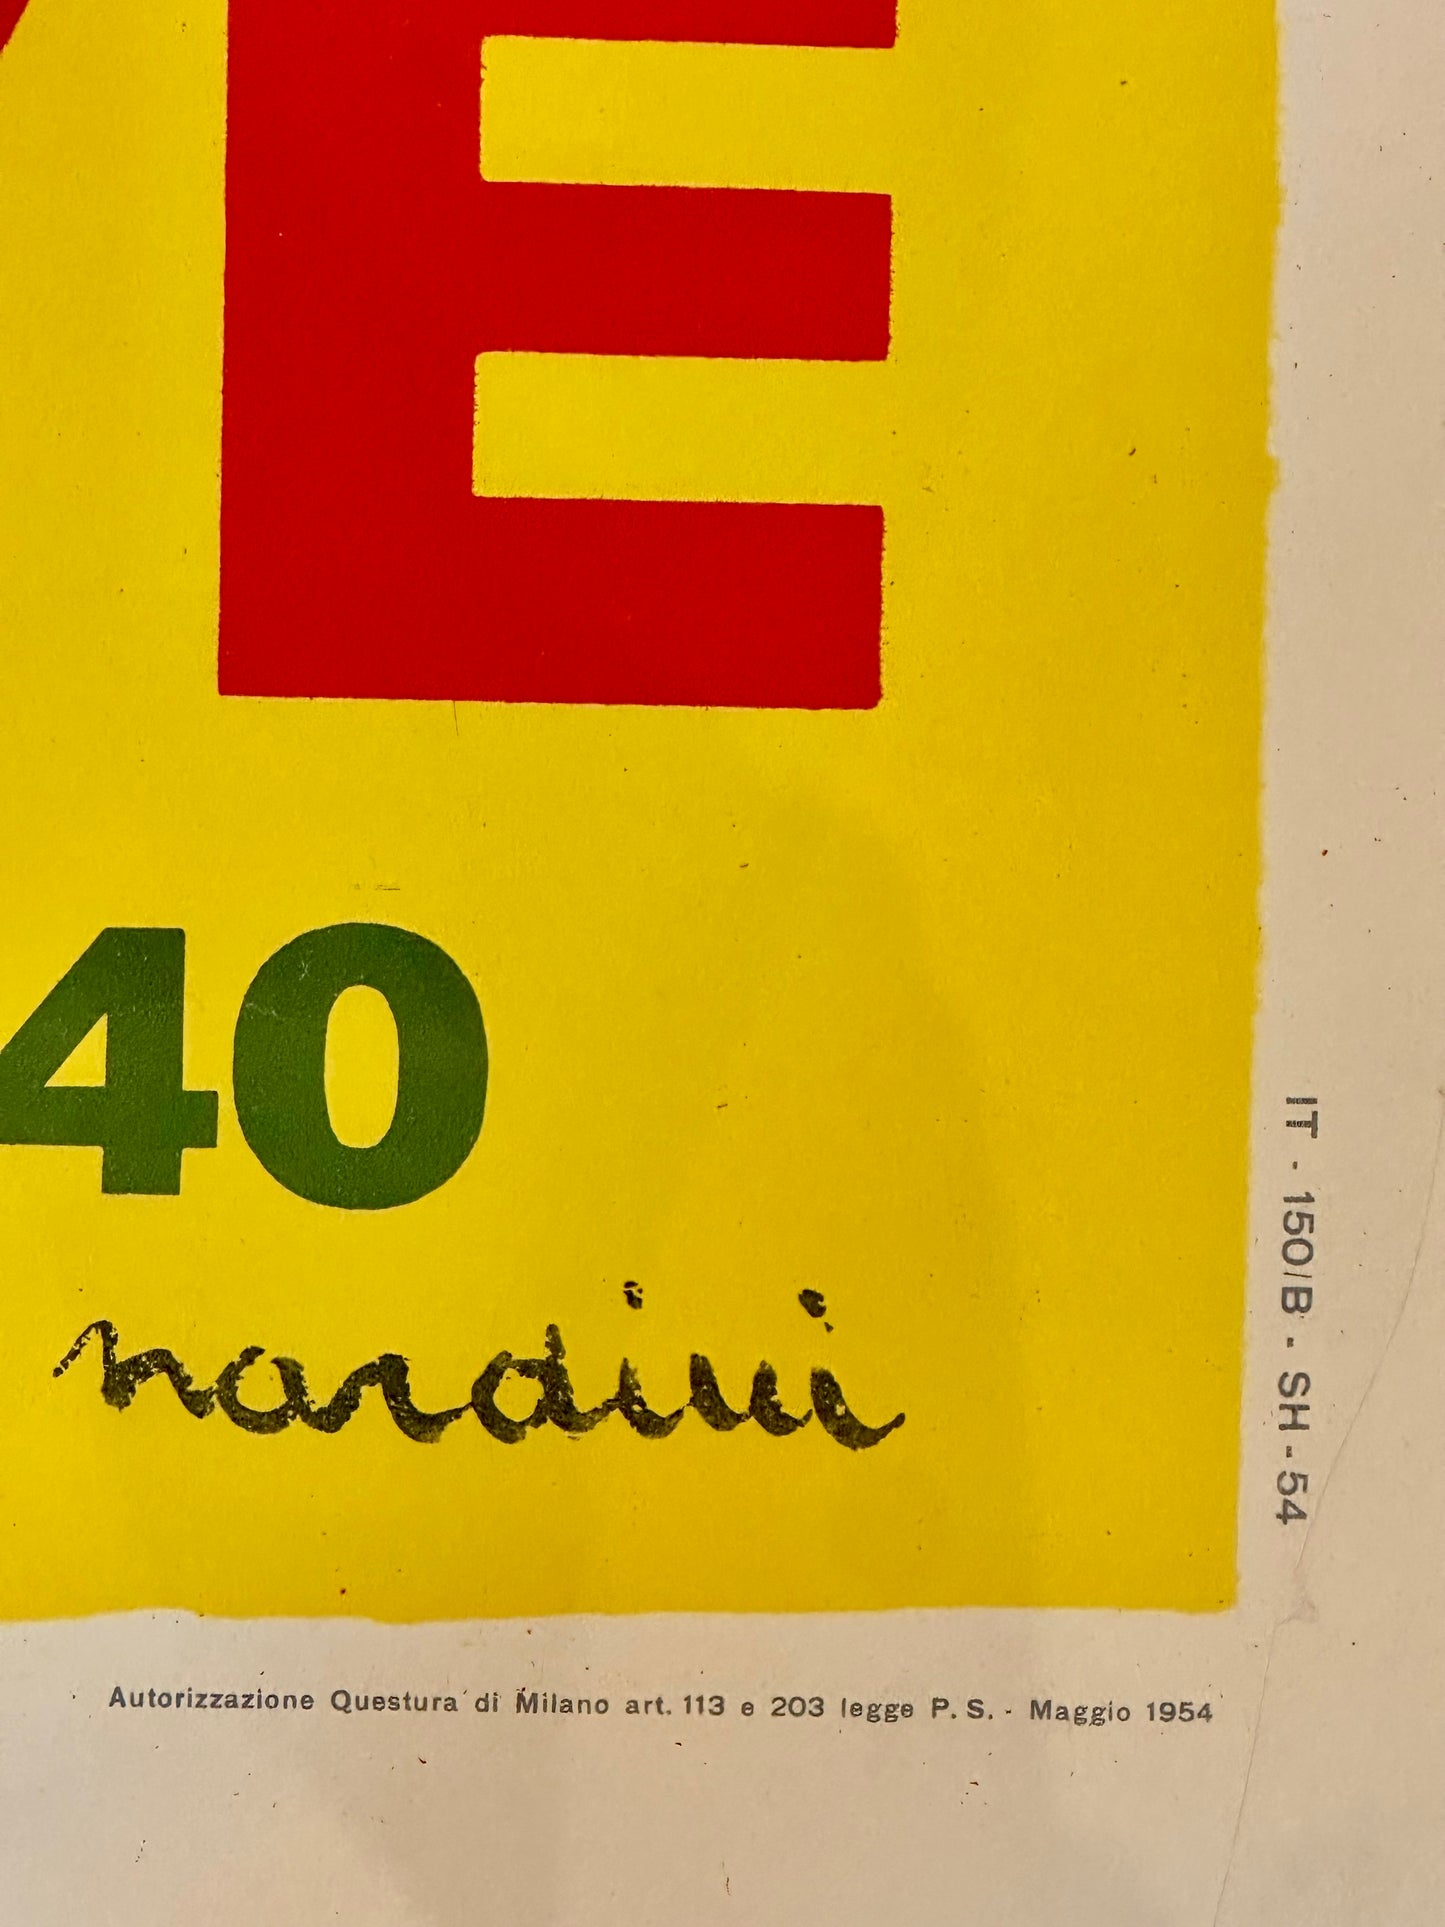 E
40
nardini
IT - 150/B - SH - 54
Autorizzazione Questura di Milano art. 113 e 203 legge P. S. - Maggio 1954